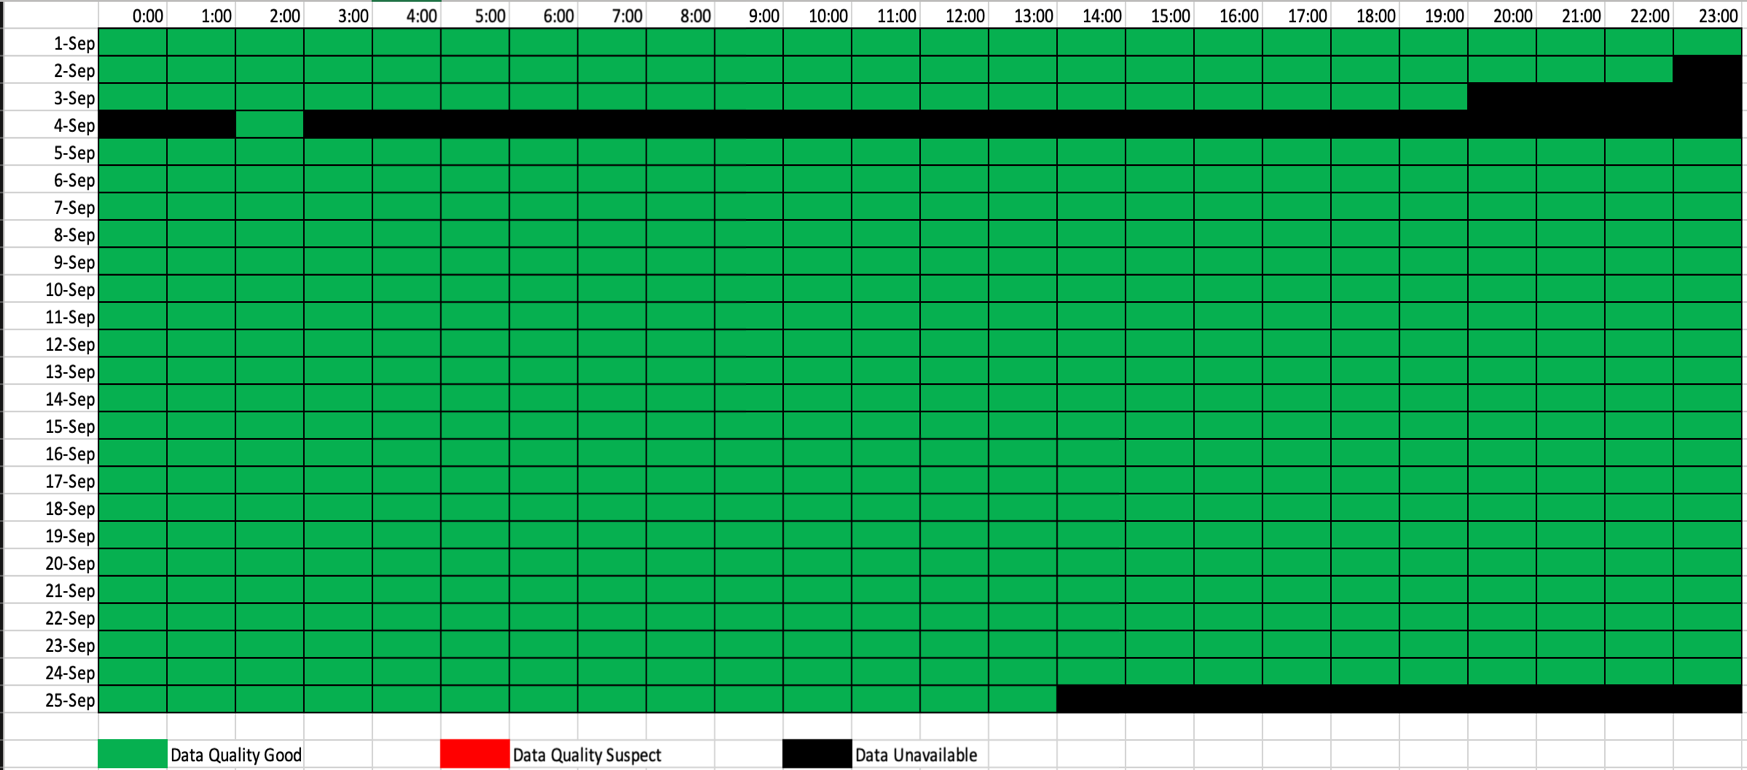 0:00 1:00 2:00 3:00 4:00 5:00 6:00 7:00 8:00 9:00 10:00 11:00 12:00 13:00 14:00 15:00 16:00 17:00 18:00 19:00 20:00 21:00 22:00 23:00
1-Sep
2-Sep
3-Sep
4-Sep
5-Sep
6-Sep
7-Sep
8-Sep
9-Sep
10-Sep
11-Sep
12-Sep
13-Sep
14-Sep
15-Sep
16-Sep
17-Sep
18-Sep
19-Sep
20-Sep
21-Sep
22-Sep
23-Sep
24-Sep
25-Sep
Data Quality Good Data Quality Suspect Data Unavailable